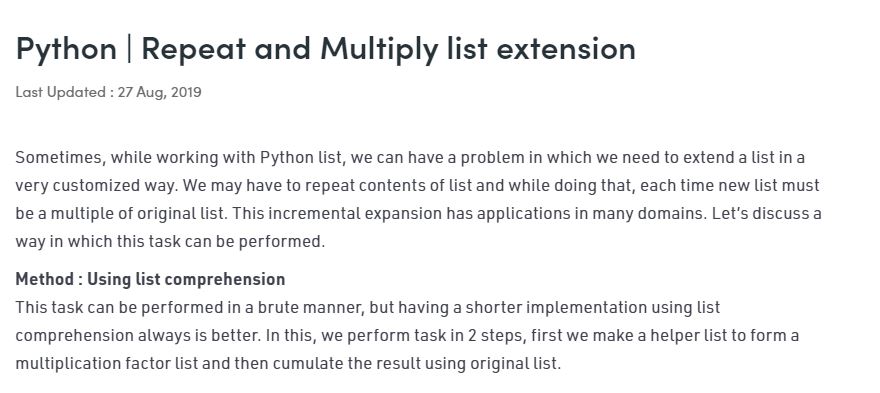 Python | Repeat and Multiply list extension
Last Updated : 27 Aug, 2019
Sometimes, while working with Python list, we can have a problem in which we need to extend a list in a
very customized way. We may have to repeat contents of list and while doing that, each time new list must
be a multiple of original list. This incremental expansion has applications in many domains. Let’s discuss a
way in which this task can be performed.
Method : Using list comprehension
This task can be performed in a brute manner, but having a shorter implementation using list
comprehension always is better. In this, we perform task in 2 steps, first we make a helper list to form a
multiplication factor list and then cumulate the result using original list.